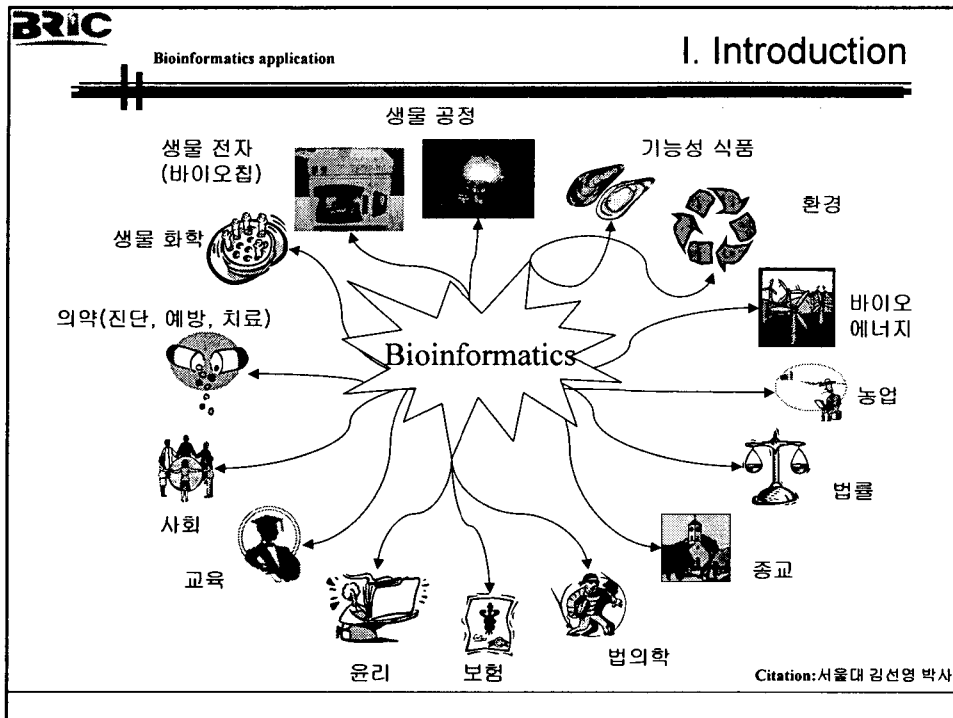 BRIC
Bioinformatics application
I. Introduction
생물 공정
생물 전자
(바이오칩)
기능성 식품
환경
생물 화학
바이오
에너지
의약(진단, 예방, 치료)
Bioinformatics
농업
법률
사회
종교
교육
윤리
보험
법의학
Citation:서울대 김선영 박사